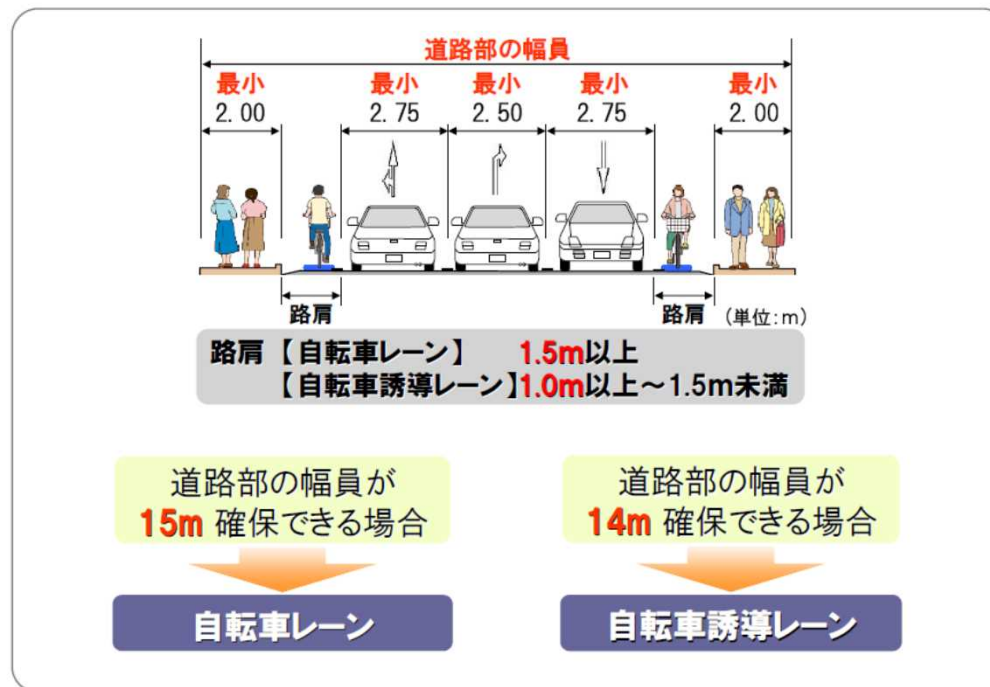 道路部の幅員
最小 最小 最小 最小 最小
2.00 2.75 2.50 2.75 2.00
路肩 路肩 (単位:m)
路肩【自転車レーン】 1.5m以上
【自転車誘導レーン】1.0m以上~1.5m未満
道路部の幅員が
15m 確保できる場合
自転車レーン
道路部の幅員が
14m 確保できる場合
自転車誘導レーン